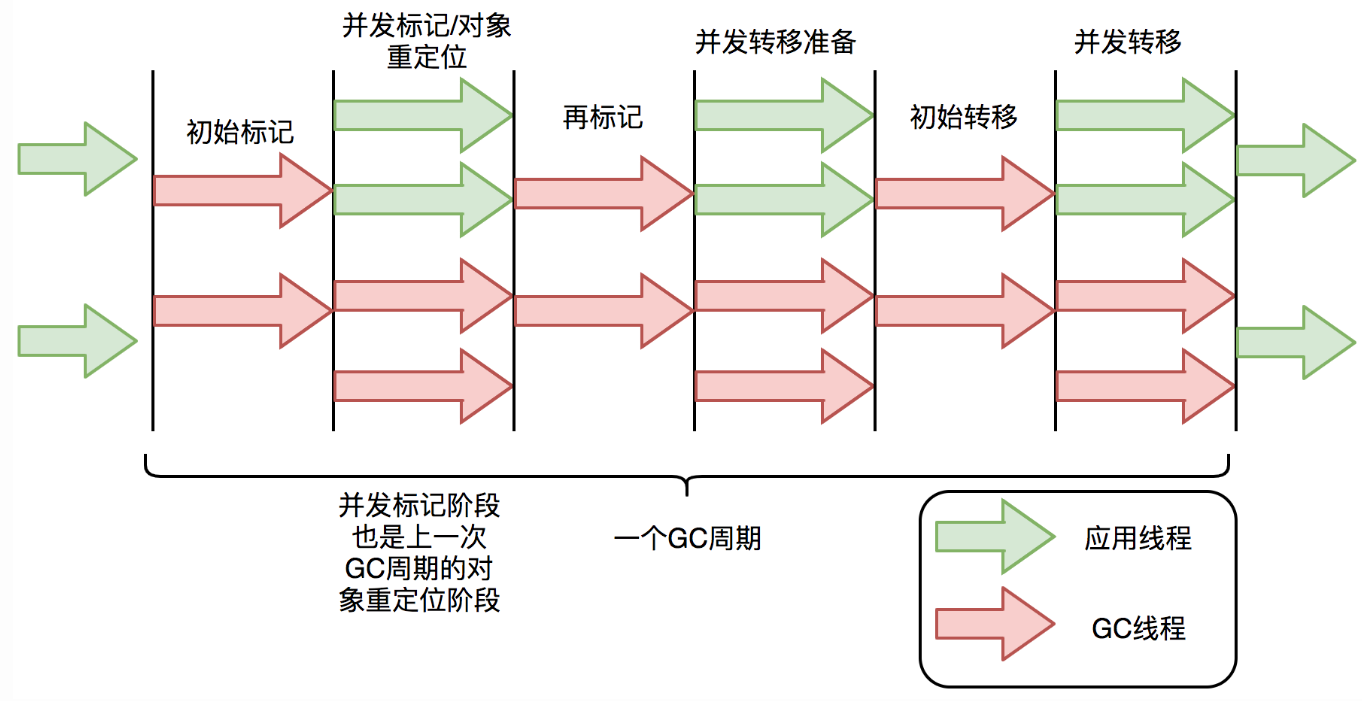 并发标记/对象
重定位
并发转移准备
并发转移
初始标记
再标记
初始转移
并发标记阶段
也是上一次
GC周期的对
象重定位阶段
一个GC周期
应用线程
GC线程